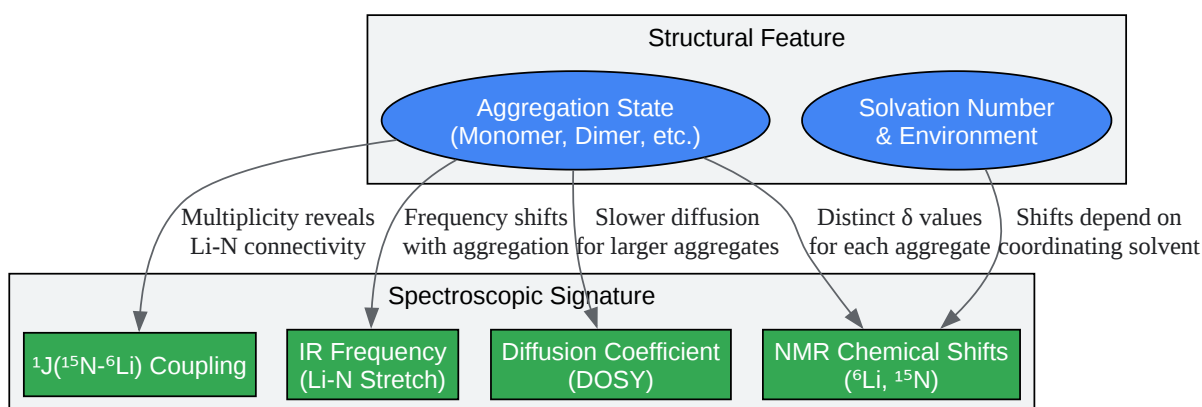 Structural Feature
Aggregation State
(Monomer, Dimer, etc.)
Solvation Number
& Environment
Multiplicity reveals
Li-N connectivity
Frequency shifts
with aggregation
Slower diffusion
for larger aggregates
Distinct δ values
for each aggregate
Shifts depend on
coordinating solvent
Spectroscopic Signature
¹J(¹⁵N-⁶Li) Coupling
IR Frequency
(Li-N Stretch)
Diffusion Coefficient
(DOSY)
NMR Chemical Shifts
(⁶Li, ¹⁵N)